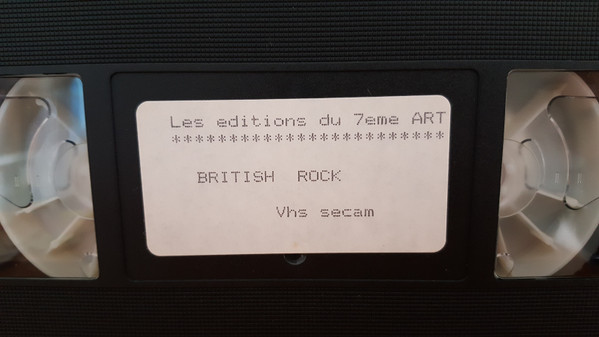 Les editions du 7eme ART
************************
BRITISH ROCK
Vhs secam